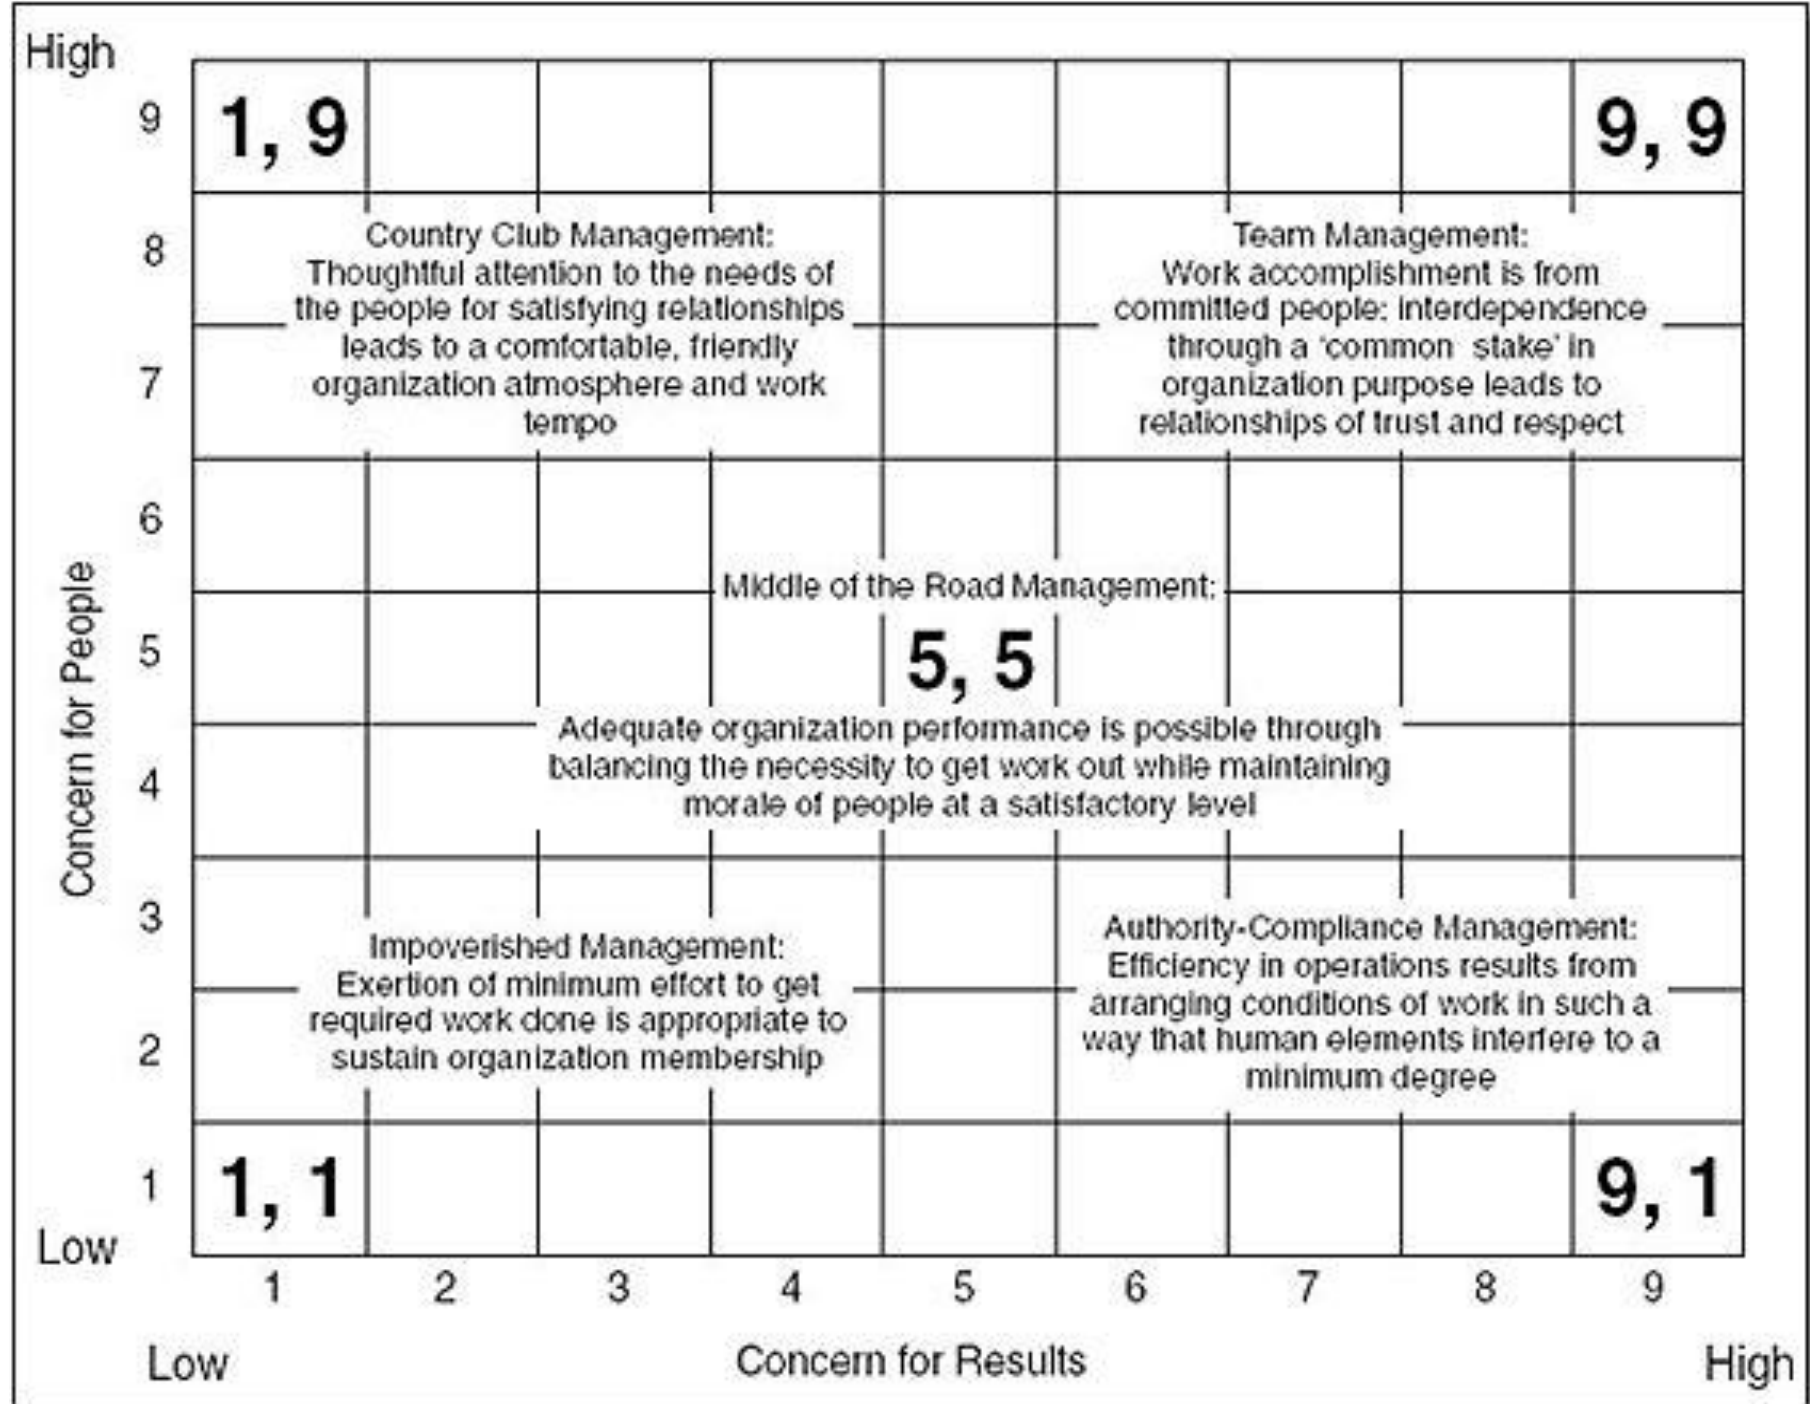 High
9
1, 9
9, 9
8
Country Club Management:
Thoughtful attention to the needs of
the people for satisfying relationships
leads to a comfortable, friendly
organization atmosphere and work
tempo
Team Management:
Work accomplishment is from
committed people: interdependence
through a 'common stake' in
organization purpose leads to
relationships of trust and respect
7
6
Concern for People
Middle of the Road Management:
5
5, 5
Adequate organization performance is possible through
balancing the necessity to get work out while maintaining
morale of people at a satisfactory level
4
3
Impoverished Management:
Exertion of minimum effort to get
required work done is appropriate to
sustain organization membership
Authority-Compliance Management:
Efficiency in operations results from
arranging conditions of work in such a
way that human elements interfere to a
minimum degree
2
1
1, 1
9, 1
Low
1 2 3 4 5 6 7 8 9
Low Concern for Results High